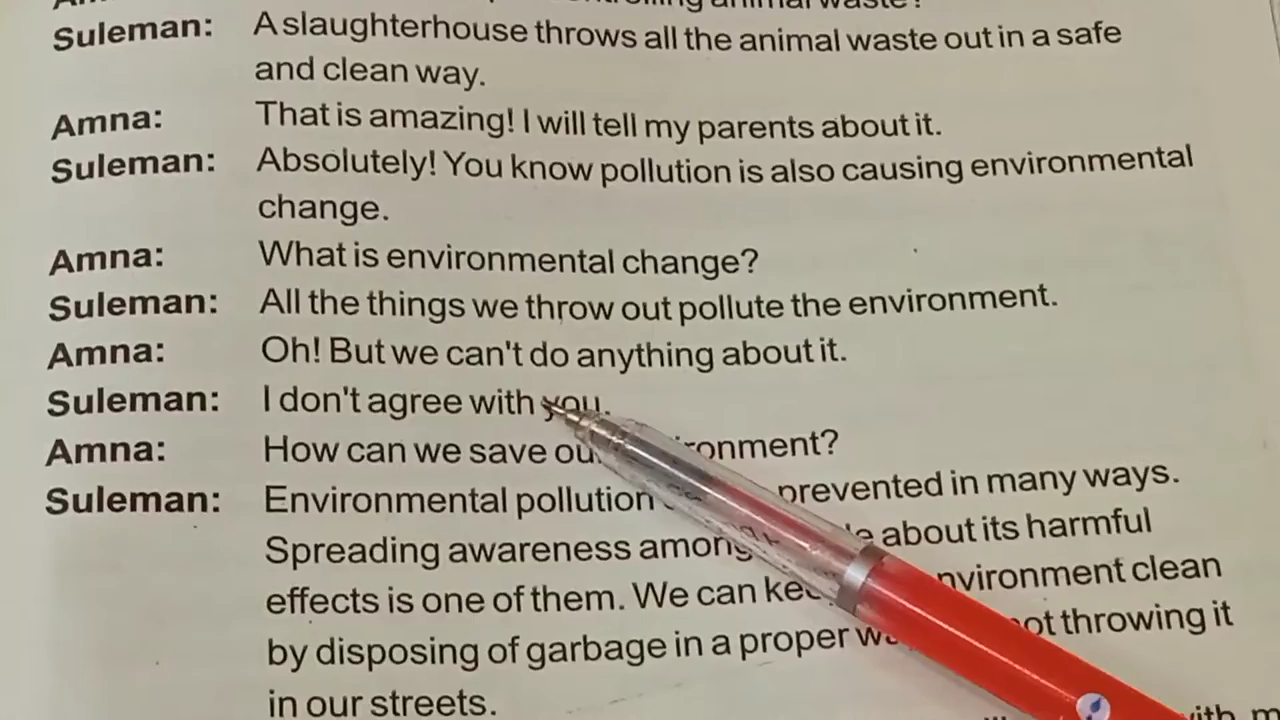 controlling animal waste?
Suleman: A slaughterhouse throws all the animal waste out in a safe
and clean way.
Amna: That is amazing! I will tell my parents about it.
Suleman: Absolutely! You know pollution is also causing environmental
change.
Amna: What is environmental change?
Suleman: All the things we throw out pollute the environment.
Amna: Oh! But we can't do anything about it.
Suleman: I don't agree with you.
Amna: How can we save
Suleman: Environmental pollution prevented in many ways.
Spreading awareness among about its harmful
effects is one of them. We can environment clean
by disposing of garbage in a proper not throwing it
in our streets.